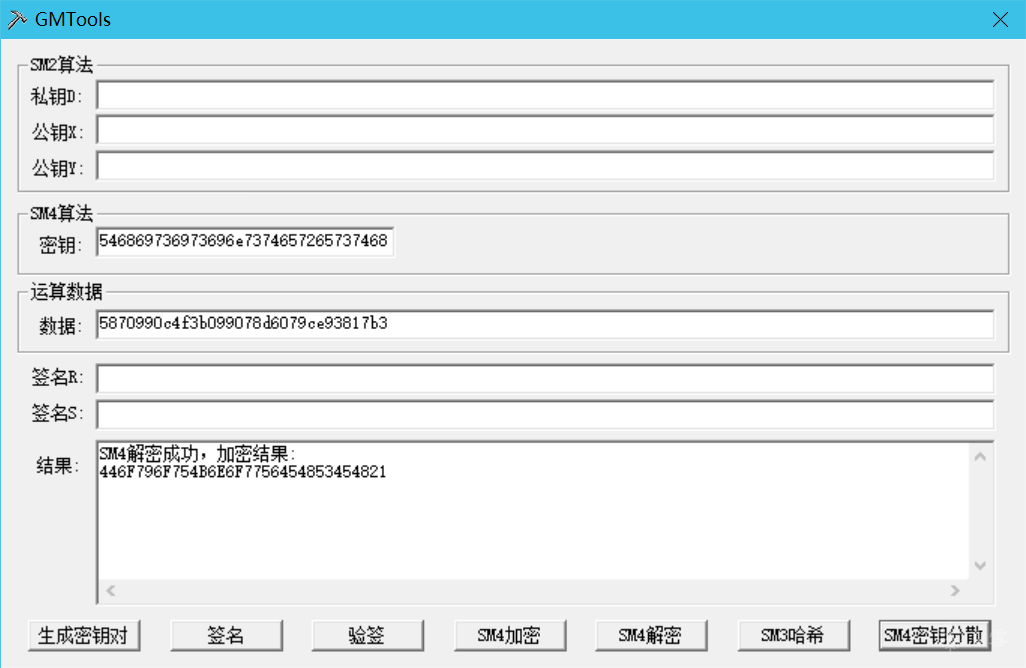 GMTools
SM2算法
私钥D:
公钥X:
公钥Y:
SM4算法
密钥: 546869736973696e7374657265737468
运算数据
数据: 5870990c4f3b099078d6079ce93817b3
签名R:
签名S:
结果:
SM4解密成功，加密结果:
446F796F754B6E6F7756454853454821
生成密钥对 签名 验签 SM4加密 SM4解密 SM3哈希 SM4密钥分散